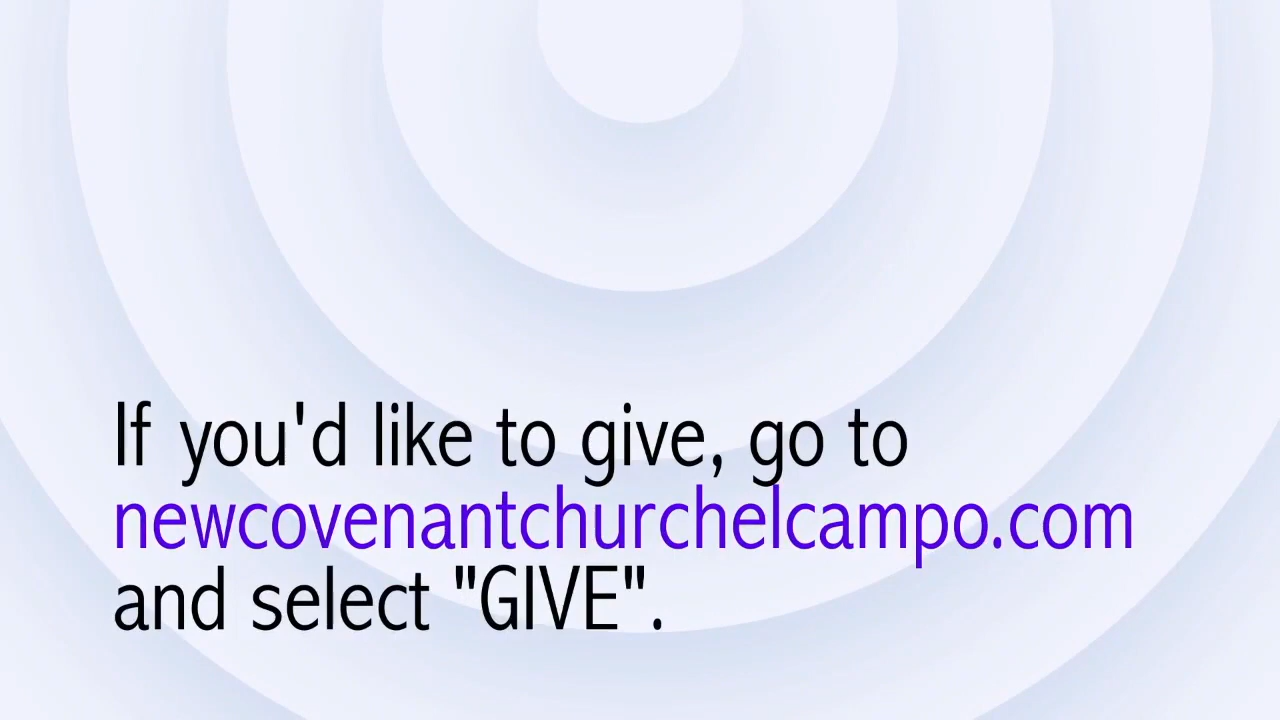 If you'd like to give, go to
newcovenantchurchelcampo.com
and select "GIVE".